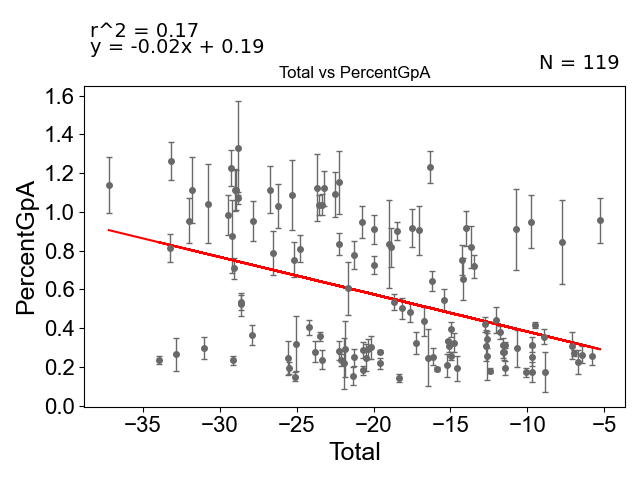 r^2 = 0.17
y = -0.02x + 0.19
N = 119
Total vs PercentGpA
PercentGpA
1.6
1.4
1.2
1.0
0.8
0.6
0.4
0.2
0.0
−35 −30 −25 −20 −15 −10 −5
Total